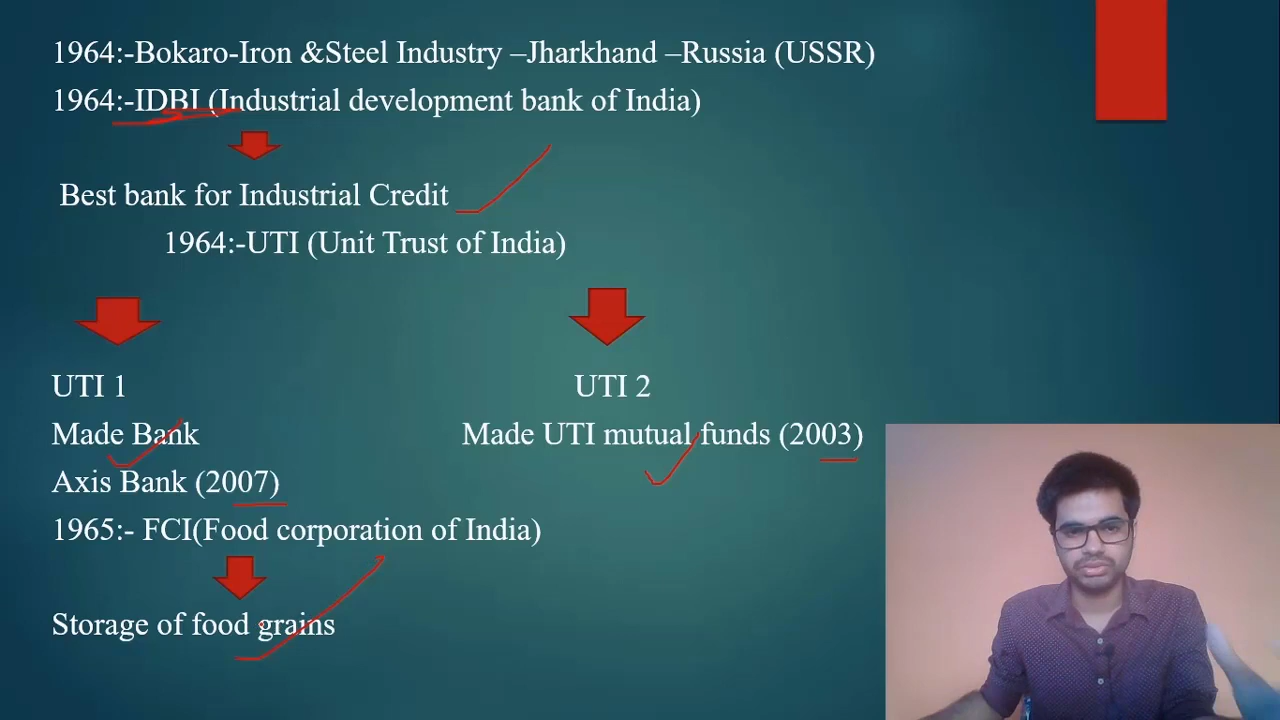 1964:-Bokaro-Iron &Steel Industry –Jharkhand –Russia (USSR)
1964:-IDBI (Industrial development bank of India)
Best bank for Industrial Credit
1964:-UTI (Unit Trust of India)
UTI 1
UTI 2
Made Bank
Made UTI mutual funds (2003)
Axis Bank (2007)
1965:- FCI(Food corporation of India)
Storage of food grains